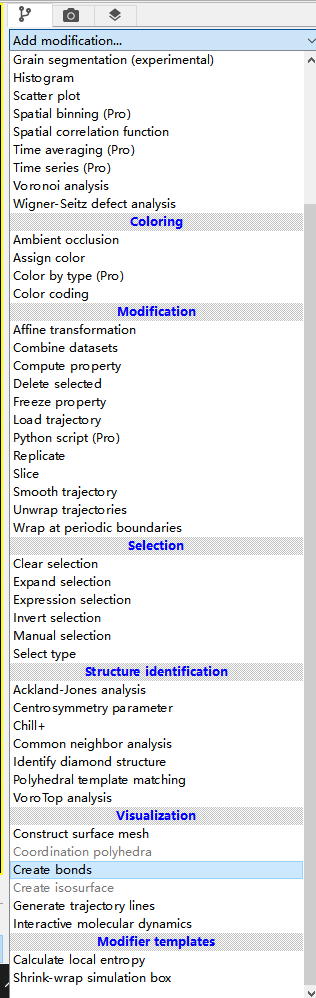 Add modification...
Grain segmentation (experimental)
Histogram
Scatter plot
Spatial binning (Pro)
Spatial correlation function
Time averaging (Pro)
Time series (Pro)
Voronoi analysis
Wigner-Seitz defect analysis
Coloring
Ambient occlusion
Assign color
Color by type (Pro)
Color coding
Modification
Affine transformation
Combine datasets
Compute property
Delete selected
Freeze property
Load trajectory
Python script (Pro)
Replicate
Slice
Smooth trajectory
Unwrap trajectories
Wrap at periodic boundaries
Selection
Clear selection
Expand selection
Expression selection
Invert selection
Manual selection
Select type
Structure identification
Ackland-Jones analysis
Centrosymmetry parameter
Chill+
Common neighbor analysis
Identify diamond structure
Polyhedral template matching
VoroTop analysis
Visualization
Construct surface mesh
Coordination polyhedra
Create bonds
Create isosurface
Generate trajectory lines
Interactive molecular dynamics
Modifier templates
Calculate local entropy
Shrink-wrap simulation box